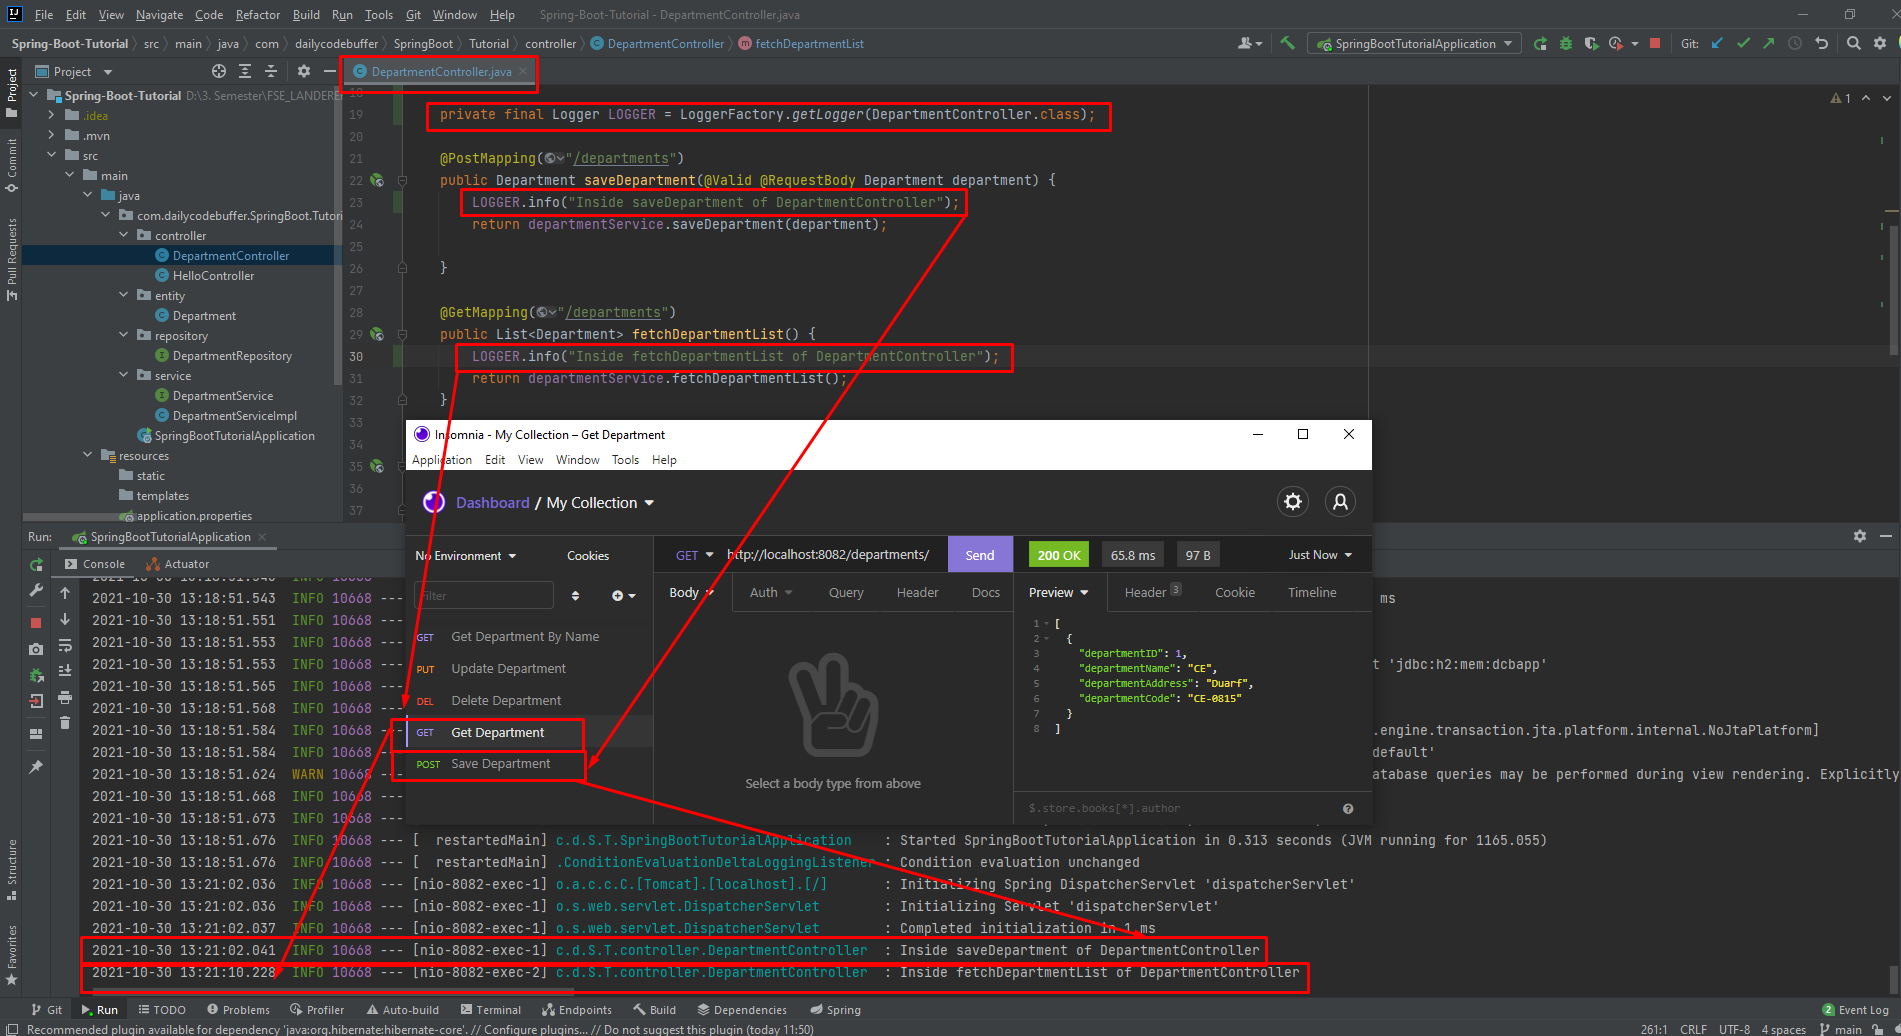 File Edit View Navigate Code Refactor Build Run Tools Git Window Help Spring-Boot-Tutorial - DepartmentController.java
Spring-Boot-Tutorial src main java com dailycodebuffer SpringBoot Tutorial controller DepartmentController fetchDepartmentList SpringBootTutorialApplication Git:
Project
DepartmentController.java
Project
Commit
Pull Requests
Structure
Favorites
Spring-Boot-Tutorial D:\3. Semester\FSE_LANDERE
.idea
.mvn
src
main
java
com.dailycodebuffer.SpringBoot.Tutori
controller
DepartmentController
HelloController
entity
Department
repository
DepartmentRepository
service
DepartmentService
DepartmentServiceImpl
SpringBootTutorialApplication
resources
static
templates
application.properties
1
18
19 private final Logger LOGGER = LoggerFactory.getLogger(DepartmentController.class);
20
21 @PostMapping("/departments")
22 public Department saveDepartment(@Valid @RequestBody Department department) {
23 LOGGER.info("Inside saveDepartment of DepartmentController");
24 return departmentService.saveDepartment(department);
25
26 }
27
28 @GetMapping("/departments")
29 public List<Department> fetchDepartmentList() {
30 LOGGER.info("Inside fetchDepartmentList of DepartmentController");
31 return departmentService.fetchDepartmentList();
32 }
33
34
35
36
37
Insomnia - My Collection – Get Department
Application Edit View Window Tools Help
Dashboard / My Collection
No Environment Cookies
Filter
GET Get Department By Name
PUT Update Department
DEL Delete Department
GET Get Department
POST Save Department
GET http://localhost:8082/departments/ Send
Body Auth Query Header Docs
Select a body type from above
200 OK 65.8 ms 97 B Just Now
Preview Header 3 Cookie Timeline
1 [
2 {
3 "departmentID": 1,
4 "departmentName": "CE",
5 "departmentAddress": "Duarf",
6 "departmentCode": "CE-0815"
7 }
8 ]
$.store.books[*].author
Run: SpringBootTutorialApplication
Console Actuator
2021-10-30 13:18:51.543 INFO 10668 --- ms
2021-10-30 13:18:51.551 INFO 10668 ---
2021-10-30 13:18:51.553 INFO 10668 ---
2021-10-30 13:18:51.553 INFO 10668 --- t 'jdbc:h2:mem:dcbapp'
2021-10-30 13:18:51.565 INFO 10668 ---
2021-10-30 13:18:51.568 INFO 10668 ---
2021-10-30 13:18:51.584 INFO 10668 --- .engine.transaction.jta.platform.internal.NoJtaPlatform]
2021-10-30 13:18:51.584 INFO 10668 --- default'
2021-10-30 13:18:51.624 WARN 10668 --- atabase queries may be performed during view rendering. Explicitly
2021-10-30 13:18:51.668 INFO 10668 ---
2021-10-30 13:18:51.673 INFO 10668 ---
2021-10-30 13:18:51.676 INFO 10668 --- [ restartedMain] c.d.S.T.SpringBootTutorialApplication : Started SpringBootTutorialApplication in 0.313 seconds (JVM running for 1165.055)
2021-10-30 13:18:51.676 INFO 10668 --- [ restartedMain] .ConditionEvaluationDeltaLoggingListener : Condition evaluation unchanged
2021-10-30 13:21:02.036 INFO 10668 --- [nio-8082-exec-1] o.a.c.c.C.[Tomcat].[localhost].[/] : Initializing Spring DispatcherServlet 'dispatcherServlet'
2021-10-30 13:21:02.036 INFO 10668 --- [nio-8082-exec-1] o.s.web.servlet.DispatcherServlet : Initializing Servlet 'dispatcherServlet'
2021-10-30 13:21:02.037 INFO 10668 --- [nio-8082-exec-1] o.s.web.servlet.DispatcherServlet : Completed initialization in 1 ms
2021-10-30 13:21:02.041 INFO 10668 --- [nio-8082-exec-1] c.d.S.T.controller.DepartmentController : Inside saveDepartment of DepartmentController
2021-10-30 13:21:10.228 INFO 10668 --- [nio-8082-exec-2] c.d.S.T.controller.DepartmentController : Inside fetchDepartmentList of DepartmentController
Git Run TODO Problems Profiler Auto-build Terminal Endpoints Build Dependencies Spring 2 Event Log
Recommended plugin available for dependency 'java:org.hibernate:hibernate-core'. // Configure plugins... // Do not suggest this plugin (today 11:50) 261:1 CRLF UTF-8 4 spaces main